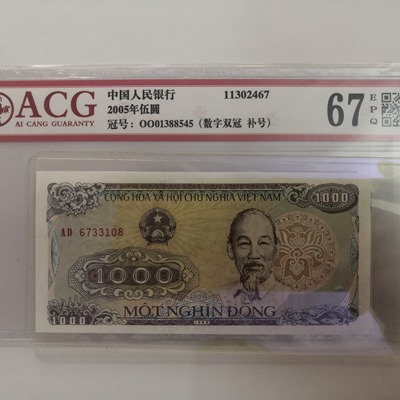 ACG
AI CANG GUARANTY
中国人民银行 11302467
2005年伍圆
冠号：OO01388545（数字双冠 补号）
67
EPQ
CỘNG HÒA XÃ HỘI CHỦ NGHĨA VIỆT NAM
1000
AD 6733108
1000
1000
MỘT NGHÌN ĐỒNG
1988